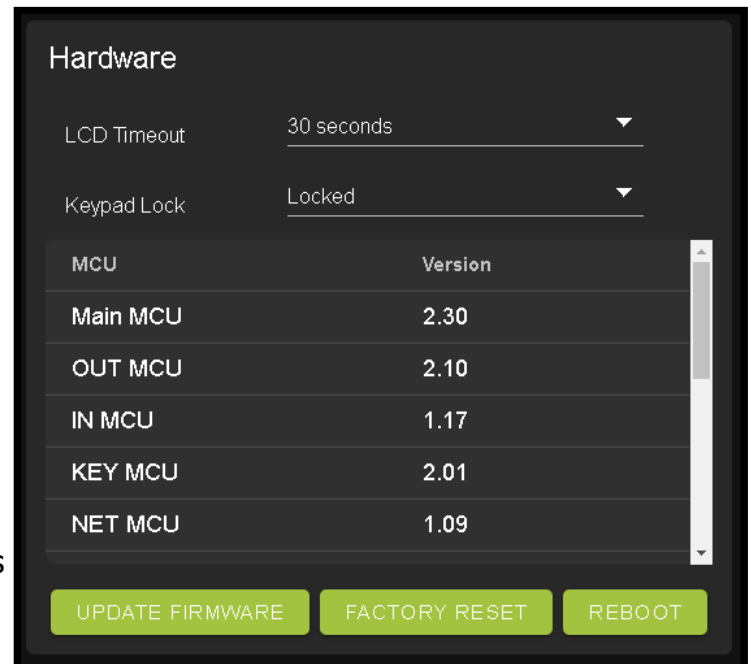 Hardware
LCD Timeout 30 seconds
Keypad Lock Locked
MCU Version
Main MCU 2.30
OUT MCU 2.10
IN MCU 1.17
KEY MCU 2.01
NET MCU 1.09
s
UPDATE FIRMWARE FACTORY RESET REBOOT